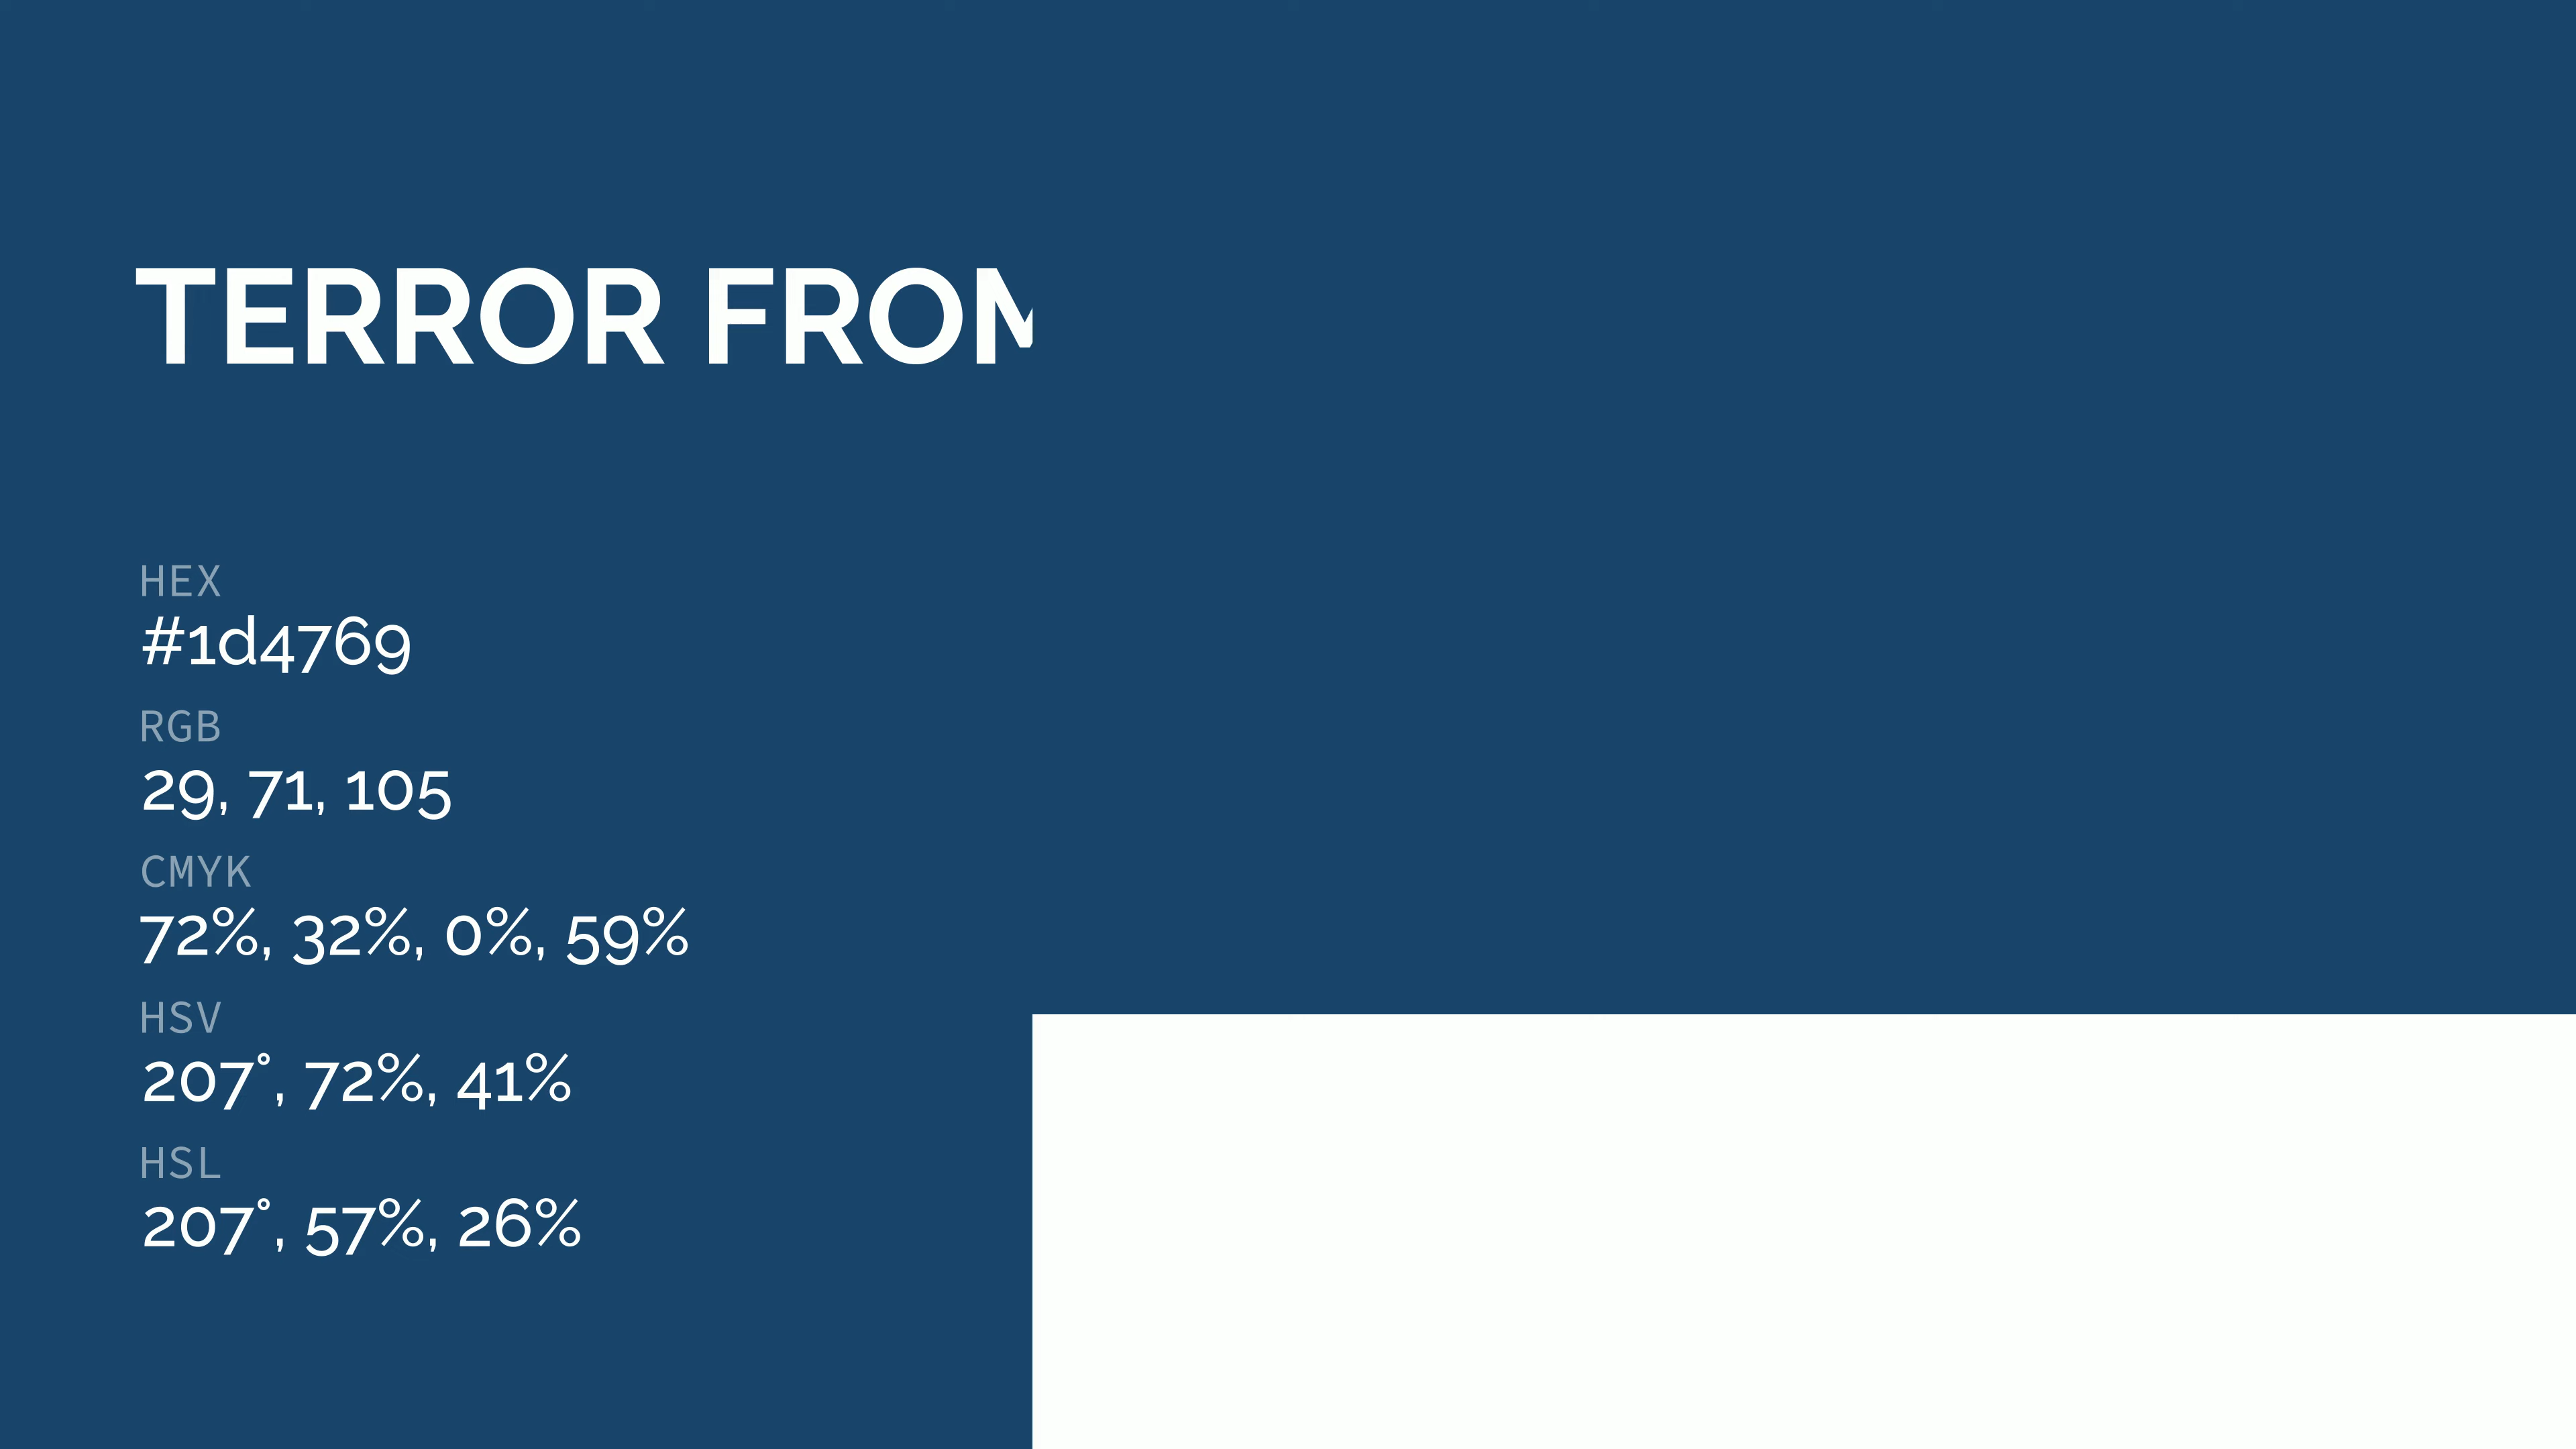 TERROR FROM
HEX
#1d4769
RGB
29, 71, 105
CMYK
72%, 32%, 0%, 59%
HSV
207°, 72%, 41%
HSL
207°, 57%, 26%